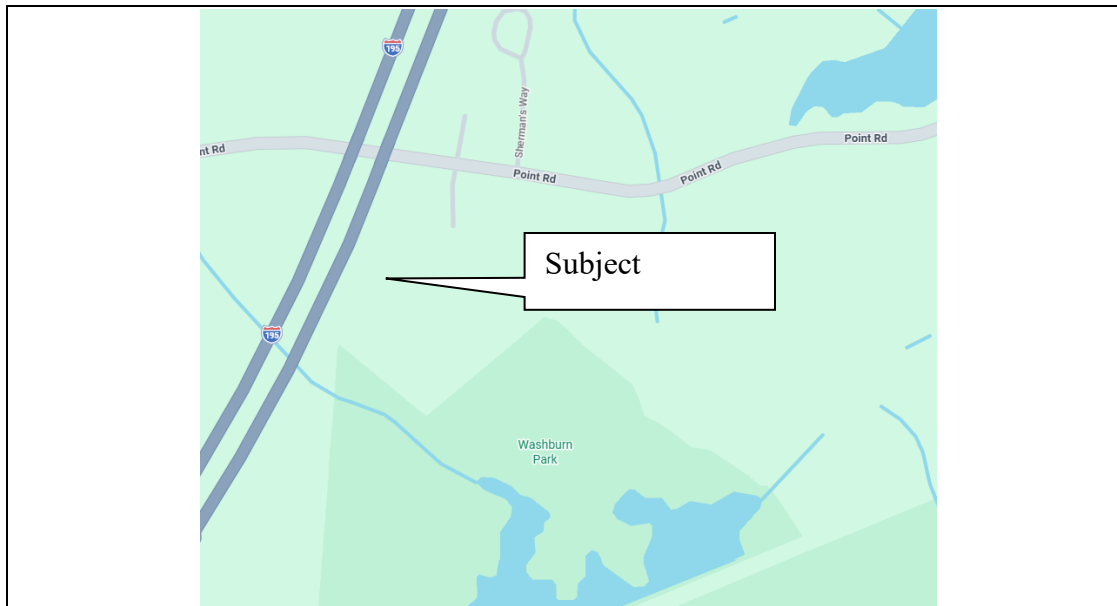 195
Sherman's Way
nt Rd
Point Rd
Point Rd
Point Rd
Subject
195
Washburn
Park